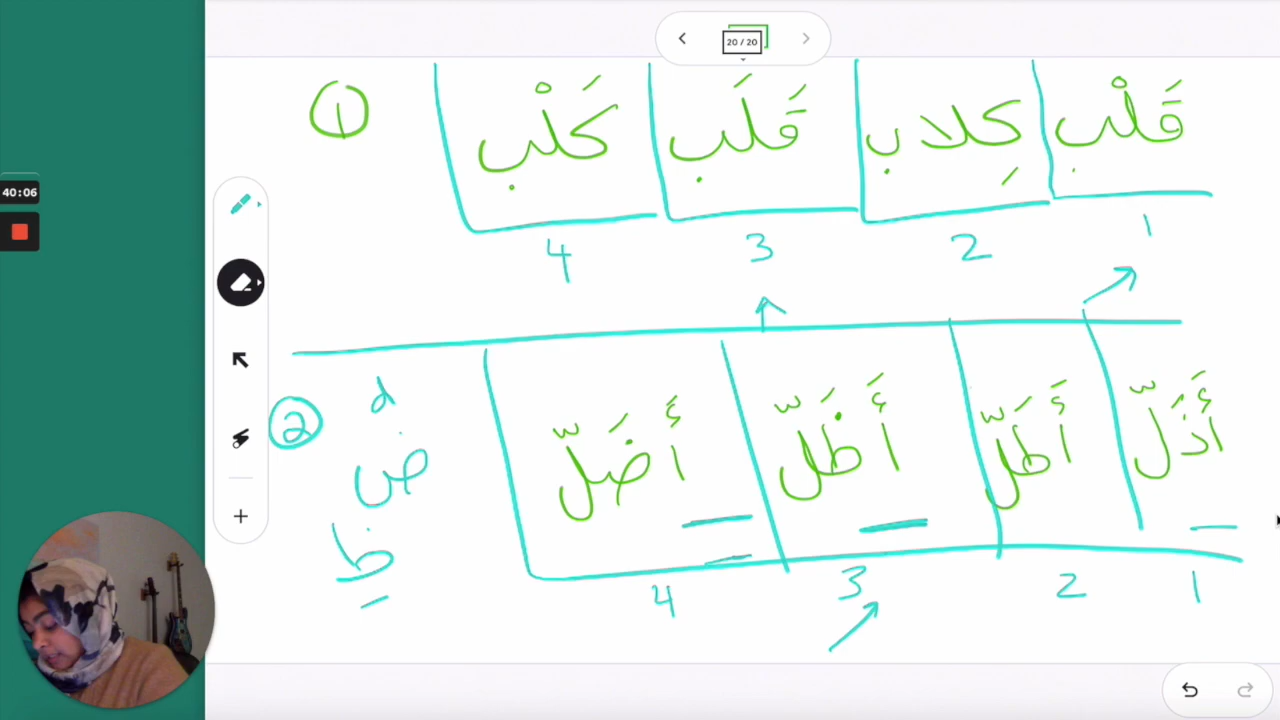 20 / 20
40:06
① قَلْب كِلاب قَلَب كَلْب
1 2 3 4
② d
أَذَلّ أَطَلّ أَظَلّ أَضَلّ
ض
ظ
1 2 3 4